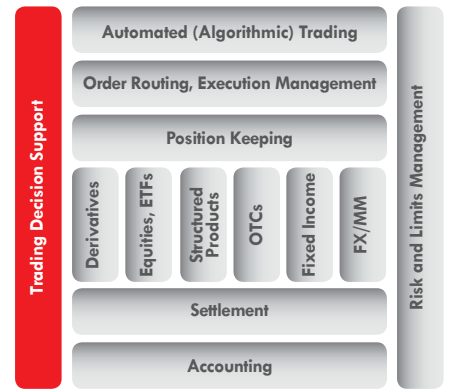 Trading Decision Support
Automated (Algorithmic) Trading
Order Routing, Execution Management
Position Keeping
Derivatives
Equities, ETFs
Structured
Products
OTCs
Fixed Income
FX/MM
Settlement
Accounting
Risk and Limits Management